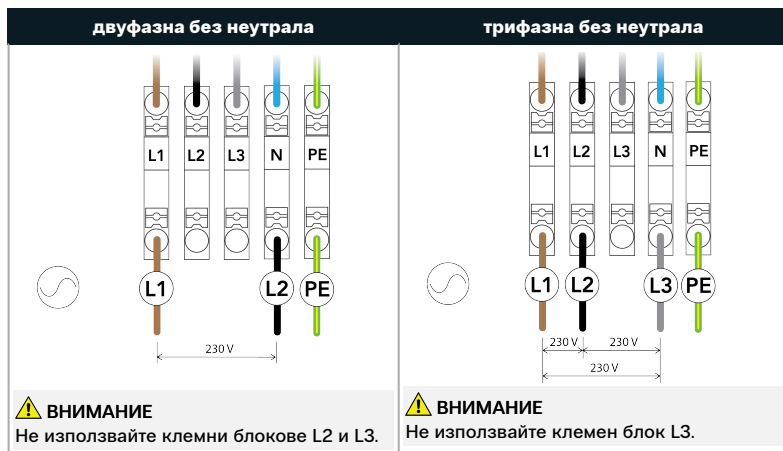 двуфазна без неутрала
L1 L2 L3 N PE
L1 L2 PE
230 V
ВНИМАНИЕ
Не използвайте клемни блокове L2 и L3.
трифазна без неутрала
L1 L2 L3 N PE
L1 L2 L3 PE
230 V 230 V
230 V
ВНИМАНИЕ
Не използвайте клемен блок L3.